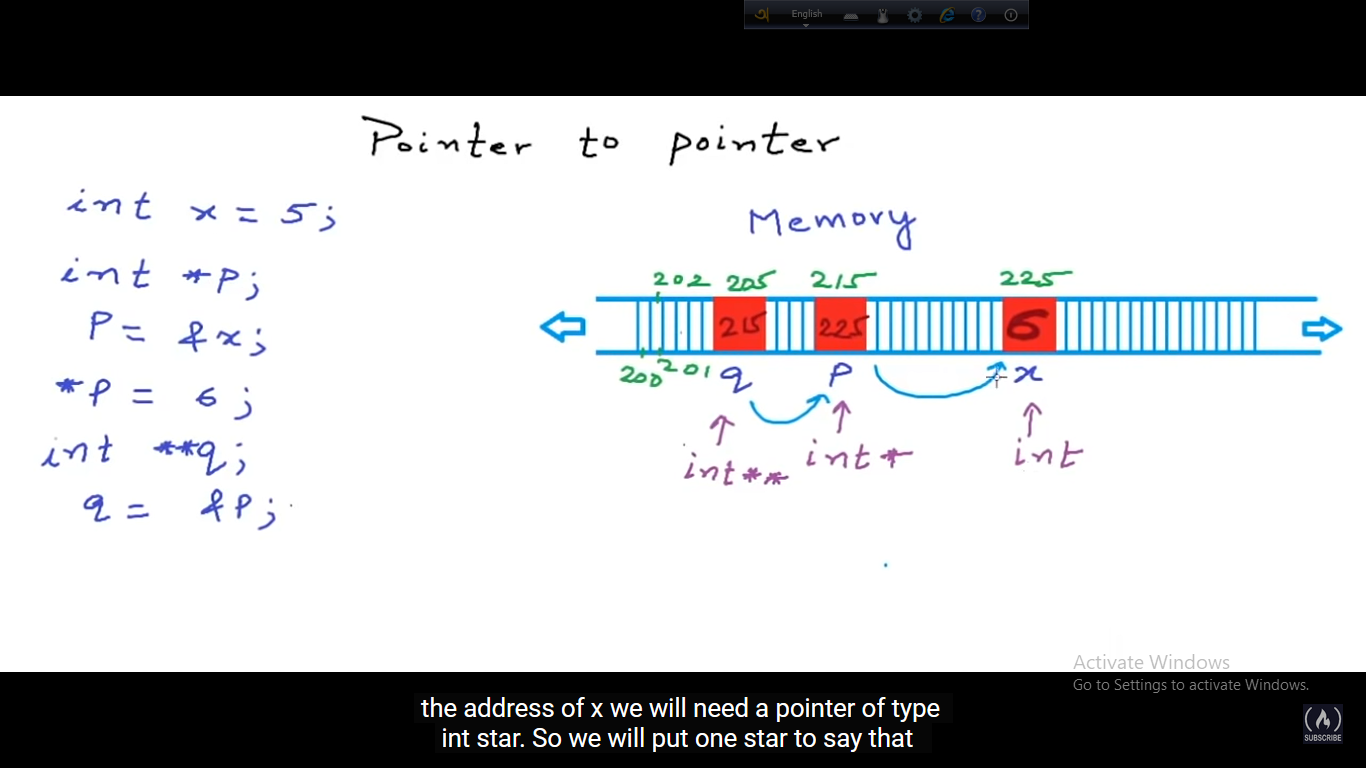 English
Pointer to pointer
int x = 5;
int *p;
P = &x;
*P = 6;
int **q;
q = &P;
Memory
202 205 215 225
215 225 6
200 201 q P x
int** int* int
Activate Windows
Go to Settings to activate Windows.
the address of x we will need a pointer of type
int star. So we will put one star to say that
SUBSCRIBE